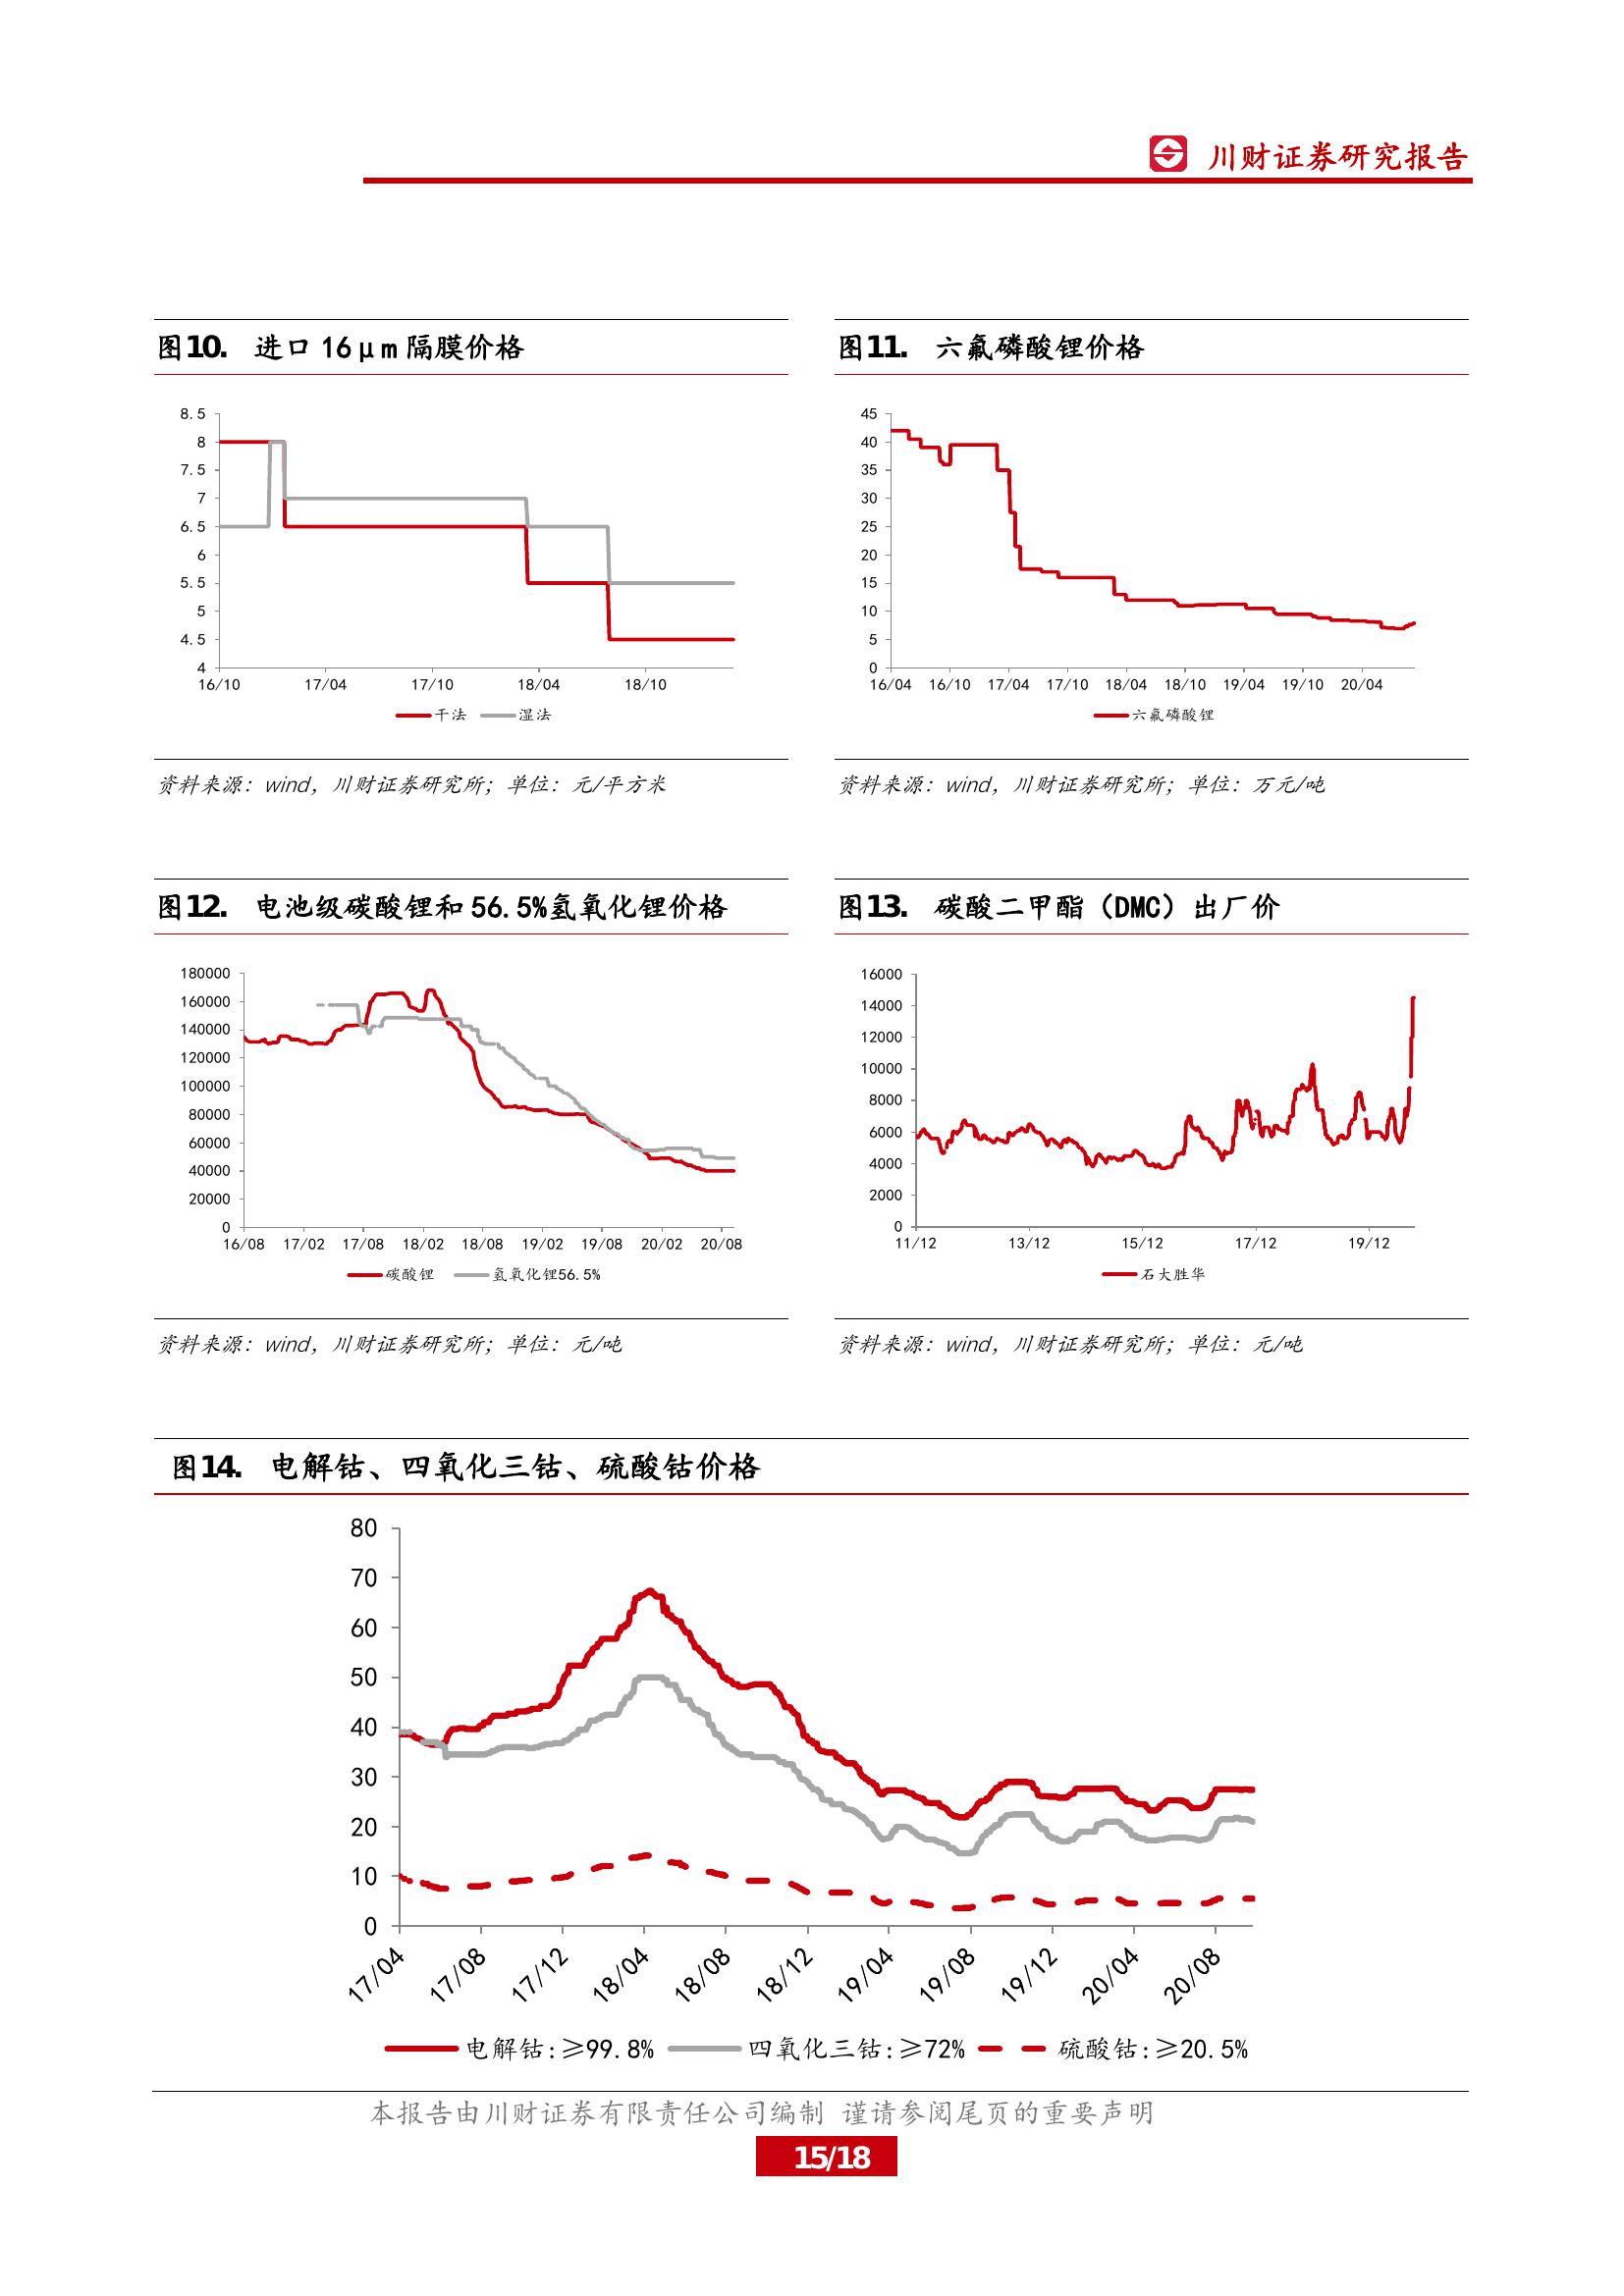 川财证券研究报告
图10. 进口 16μm 隔膜价格
8.5
8
7.5
7
6.5
6
5.5
5
4.5
4
16/10 17/04 17/10 18/04 18/10
干法 湿法
资料来源：wind，川财证券研究所；单位：元/平方米
图11. 六氟磷酸锂价格
45
40
35
30
25
20
15
10
5
0
16/04 16/10 17/04 17/10 18/04 18/10 19/04 19/10 20/04
六氟磷酸锂
资料来源：wind，川财证券研究所；单位：万元/吨
图12. 电池级碳酸锂和 56.5%氢氧化锂价格
180000
160000
140000
120000
100000
80000
60000
40000
20000
0
16/08 17/02 17/08 18/02 18/08 19/02 19/08 20/02 20/08
碳酸锂 氢氧化锂56.5%
资料来源：wind，川财证券研究所；单位：元/吨
图13. 碳酸二甲酯（DMC）出厂价
16000
14000
12000
10000
8000
6000
4000
2000
0
11/12 13/12 15/12 17/12 19/12
石大胜华
资料来源：wind，川财证券研究所；单位：元/吨
图14. 电解钴、四氧化三钴、硫酸钴价格
80
70
60
50
40
30
20
10
0
17/04 17/08 17/12 18/04 18/08 18/12 19/04 19/08 19/12 20/04 20/08
电解钴:≥99.8% 四氧化三钴:≥72% 硫酸钴:≥20.5%
本报告由川财证券有限责任公司编制 谨请参阅尾页的重要声明
15/18